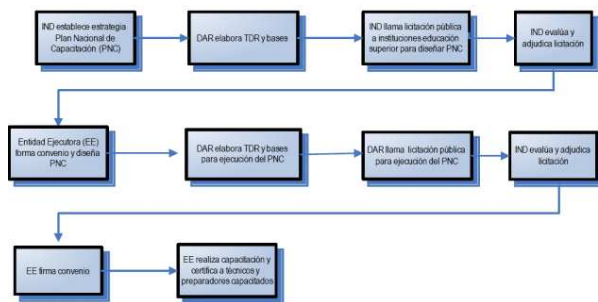 IND establece estrategia
Plan Nacional de
Capacitación (PNC)
DAR elabora TDR y bases
IND llama licitación pública
a instituciones educación
superior para diseñar PNC
IND evalúa y
adjudica licitación
Entidad Ejecutora (EE)
forma convenio y diseña
PNC
DAR elabora TDR y bases
para ejecución del PNC
DAR llama licitación pública
para ejecución del PNC
IND evalúa y adjudica
licitación
EE firma convenio
EE realiza capacitación y
certifica a técnicos y
preparadores capacitados